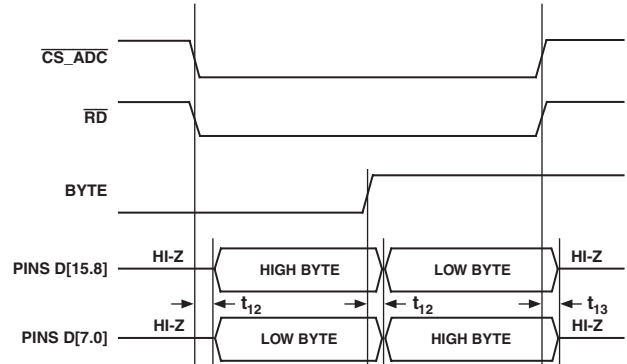 CS_ADC
RD
BYTE
PINS D[15.8] HI-Z HIGH BYTE LOW BYTE HI-Z
t12 t12 t13
PINS D[7.0] HI-Z LOW BYTE HIGH BYTE HI-Z